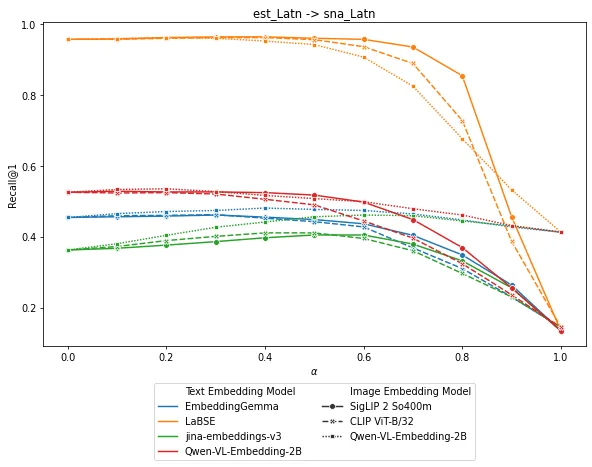 est_Latn -> sna_Latn
1.0
0.8
0.6
0.4
0.2
Recall@1
0.0 0.2 0.4 0.6 0.8 1.0
α
Text Embedding Model Image Embedding Model
EmbeddingGemma SigLIP 2 So400m
LaBSE CLIP ViT-B/32
jina-embeddings-v3 Qwen-VL-Embedding-2B
Qwen-VL-Embedding-2B